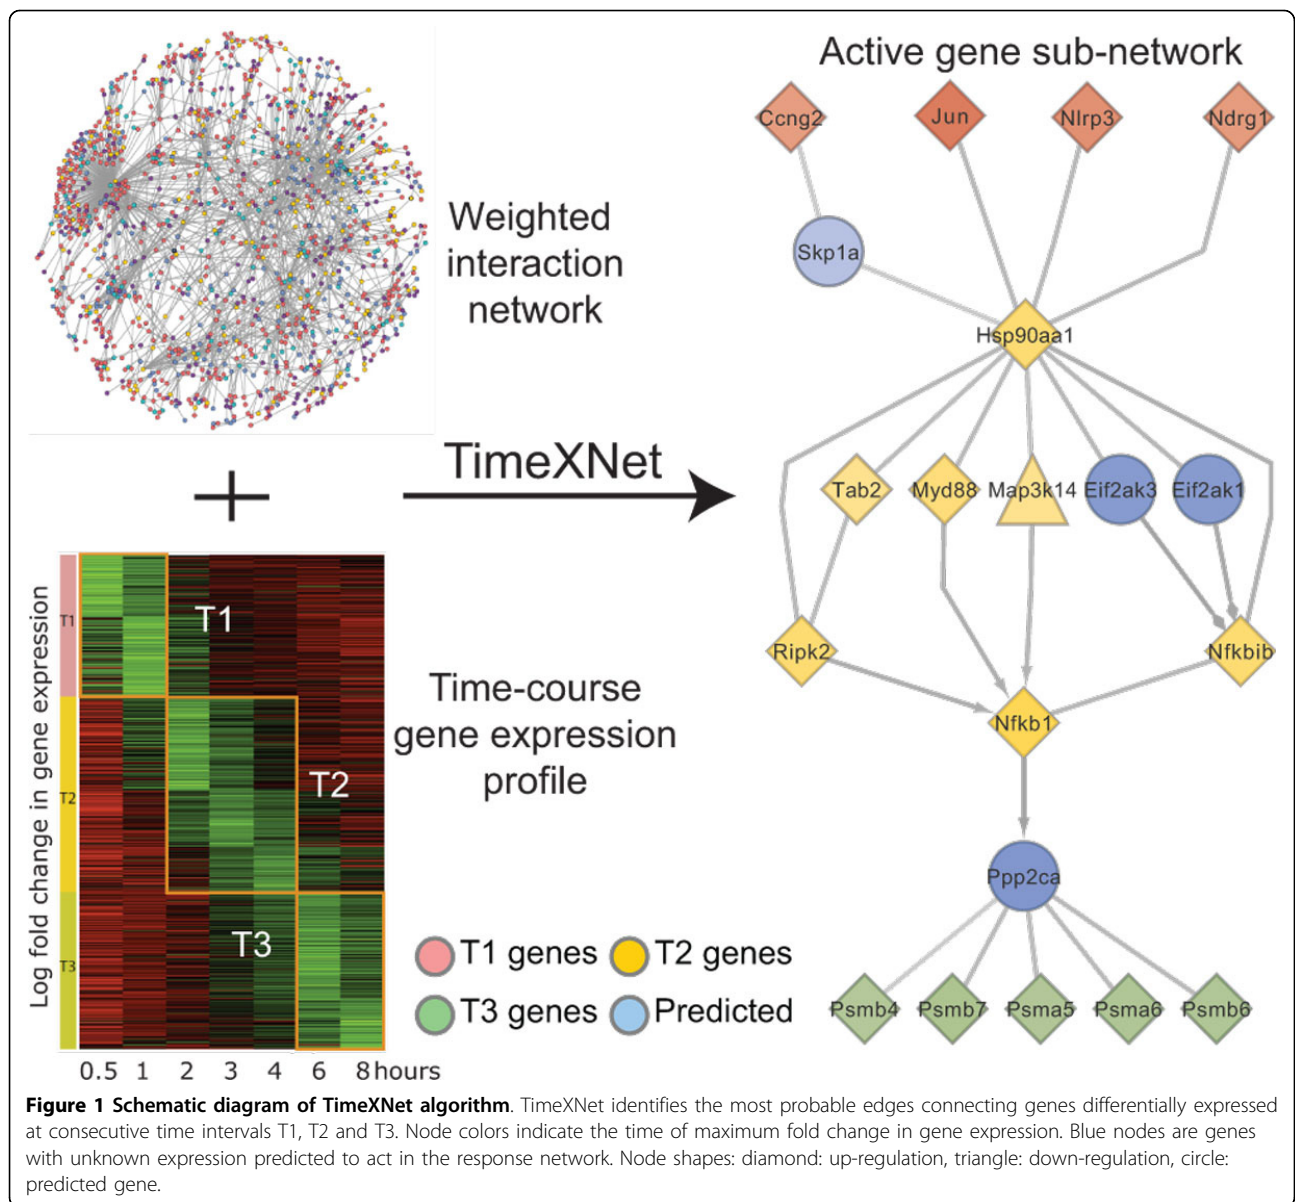 Active gene sub-network
Ccng2
Jun
Nlrp3
Ndrg1
Skp1a
Hsp90aa1
Weighted
interaction
network
TimeXNet
Tab2
Myd88
Map3k14
Eif2ak3
Eif2ak1
Ripk2
Nfkbib
Nfkb1
Ppp2ca
Psmb4
Psmb7
Psma5
Psma6
Psmb6
+
Log fold change in gene expression
T1
T2
T3
T1
T2
T3
0.5 1 2 3 4 6 8 hours
Time-course
gene expression
profile
T1 genes
T2 genes
T3 genes
Predicted
Figure 1 Schematic diagram of TimeXNet algorithm. TimeXNet identifies the most probable edges connecting genes differentially expressed
at consecutive time intervals T1, T2 and T3. Node colors indicate the time of maximum fold change in gene expression. Blue nodes are genes
with unknown expression predicted to act in the response network. Node shapes: diamond: up-regulation, triangle: down-regulation, circle:
predicted gene.